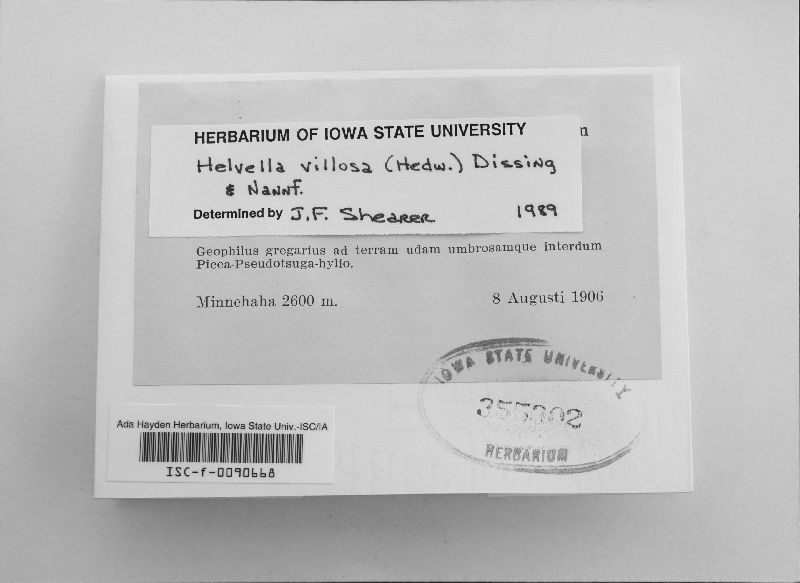 HERBARIUM OF IOWA STATE UNIVERSITY
n
Helvella villosa (Hedw.) Dissing
& Nannf.
Determined by J.F. Shearer 1989
Geophilus gregarius ad terram udam umbrosamque interdum
Picea-Pseudotsuga-hylio.
Minnehaha 2600 m. 8 Augusti 1906
IOWA STATE UNIVERSITY
355302
HERBARIUM
Ada Hayden Herbarium, Iowa State Univ.-ISC/IA
ISC-f-0090668